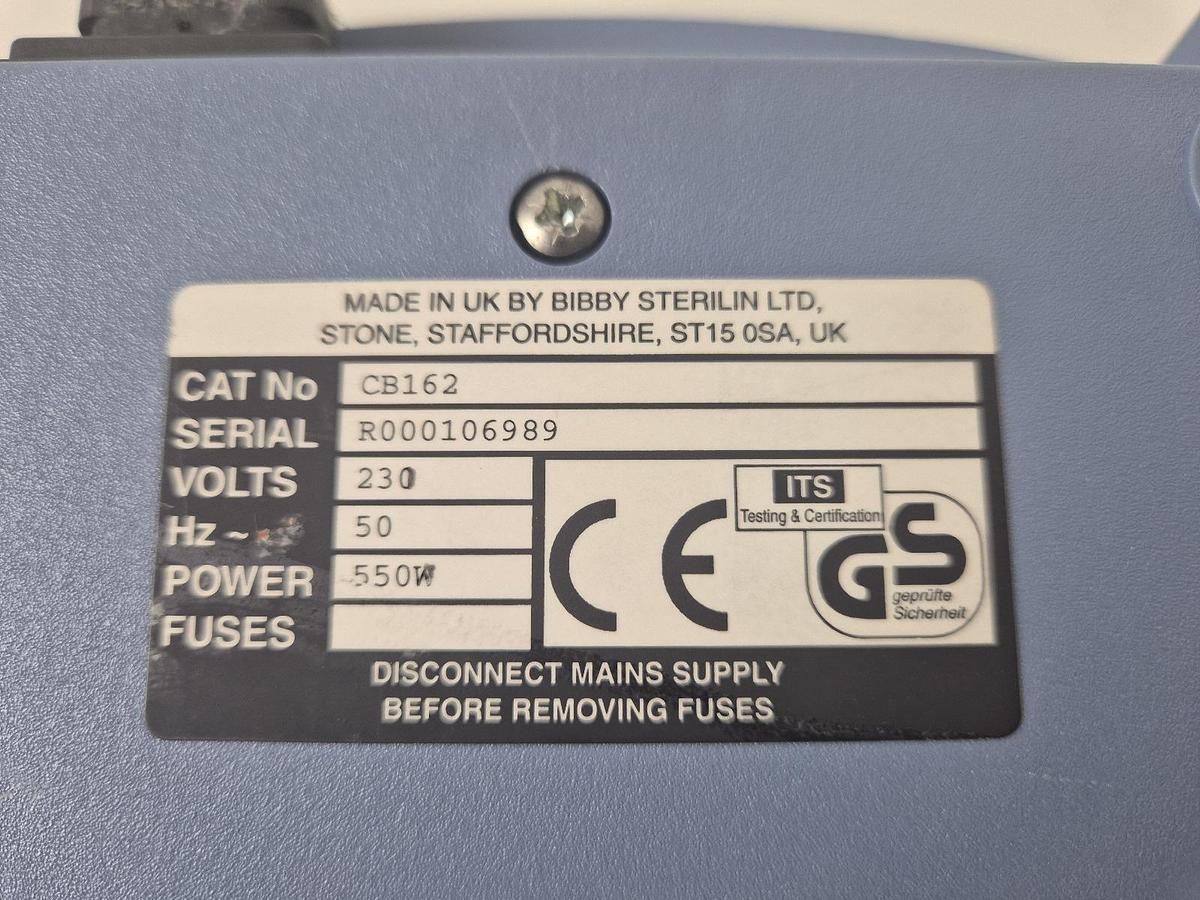 MADE IN UK BY BIBBY STERILIN LTD,
STONE, STAFFORDSHIRE, ST15 0SA, UK
CAT No CB162
SERIAL R000106989
VOLTS 230
Hz ~ 50
POWER 550W
FUSES
CE
ITS
Testing & Certification
GS
geprüfte
Sicherheit
DISCONNECT MAINS SUPPLY
BEFORE REMOVING FUSES